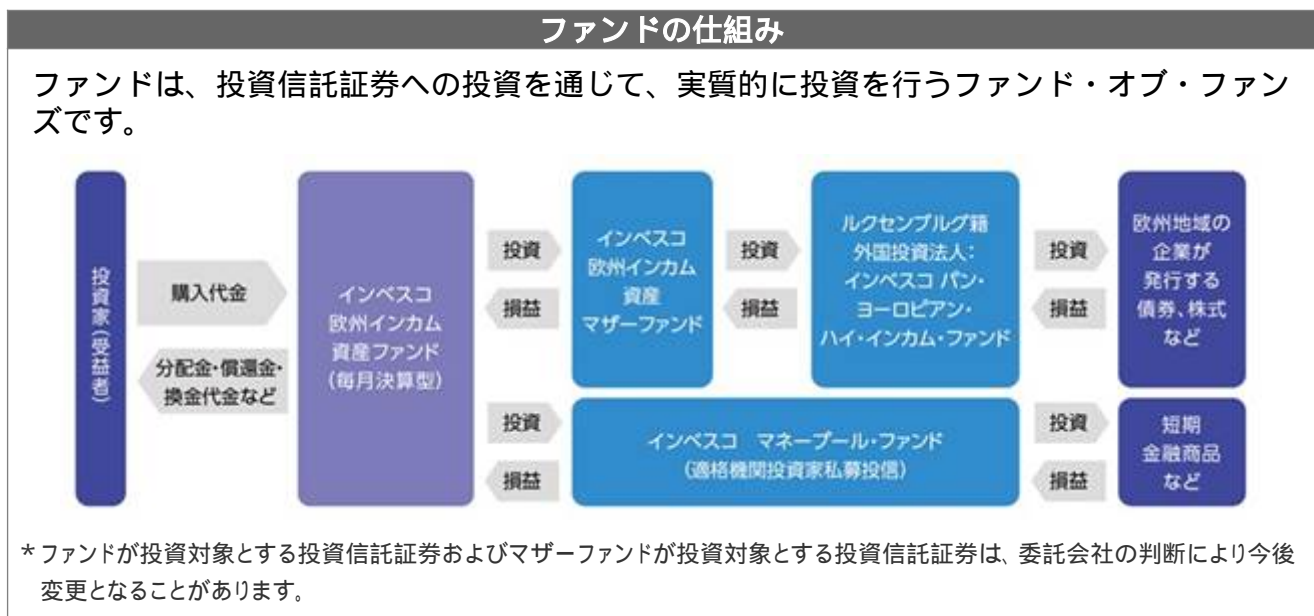 ファンドの仕組み
ファンドは、投資信託証券への投資を通じて、実質的に投資を行うファンド・オブ・ファン
ズです。
投資家(受益者)
購入代金
分配金・償還金・
換金代金など
インベスコ
欧州インカム
資産ファンド
(毎月決算型)
投資
損益
インベスコ
欧州インカム
資産
マザーファンド
投資
損益
ルクセンブルグ籍
外国投資法人:
インベスコ パン・
ヨーロピアン・
ハイ・インカム・ファンド
投資
損益
欧州地域の
企業が
発行する
債券、株式
など
投資
損益
インベスコ マネープール・ファンド
(適格機関投資家私募投信)
投資
損益
短期
金融商品
など
*ファンドが投資対象とする投資信託証券およびマザーファンドが投資対象とする投資信託証券は、委託会社の判断により今後
変更となることがあります。